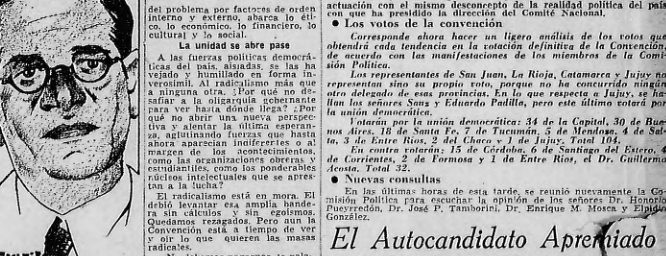 del problema por factores de orden
interno y externo, abarca lo éti-
co, lo económico, lo financiero, lo
cultural y lo social.
La unidad se abre pase
A las fuerzas políticas democrá-
ticas del país, aisladas, se las ha
vejado y humillado en forma in-
verosímil. Al radicalismo más que
a ninguna otra. ¿Por qué no de-
safiar a la oligarquía gobernante
para ver hasta dónde llega? ¿Por
qué no abrir una nueva perspec-
tiva y alentar la última esperan-
za, aglutinando fuerzas que hasta
ahora aparecían indifrerentes o al
margen de los acontecimientos,
como las organizaciones obreras y
estudiantiles, como los ponderables
núcleos intelectuales que se apres-
tan a la lucha?
El radicalismo está en mora. El
debió levantar esa amplia bande-
ra sin cálculos y sin egoísmos.
Quedamos rezagados. Pero aun la
Convención está a tiempo de ver
y oir lo que quieren las masas
radicales.
actuación con el mismo desconcepto de la realidad política del país
con que ha presidido la dirección del Comité Nacional.
● Los votos de la convención
Corresponde ahora hacer un ligero análisis de los votos que
obtendrá cada tendencia en la votación definitiva de la Convención,
de acuerdo con las manifestaciones de los miembros de la Comi-
sión Política.
Los representantes de San Juan, La Rioja, Catamarca y Jujuy no
representan sino su propio voto, porque no ha concurrido ningún
otro delegado de esas provincias. En lo que respecta a Jujuy, se ha-
llan los señores Sanz y Eduardo Padilla, pero este último votará por
la unión democrática.
Votarán por la unión democrática: 34 de la Capital, 30 de Bue-
nos Aires, 18 de Santa Fe, 7 de Tucumán, 5 de Mendoza, 4 de Sal-
ta, 3 de Entre Ríos, 2 del Chaco y 1 de Jujuy. Total 104.
En contra votarán: 15 de Córdoba, 6 de Santiago del Estero, 4
de Corrientes, 2 de Formosa y 1 de Entre Ríos, el Dr. Guillermo
Acosta. Total 32.
● Nuevas consultas
En las últimas horas de esta tarde, se reunió nuevamente la Co-
misión Política para escuchar la opinión de los señores Dr. Honorio
Pueyrredón, Dr. José P. Tamborini, Dr. Enrique M. Mosca y Elpidio
González.
El Autocandidato Apremiado